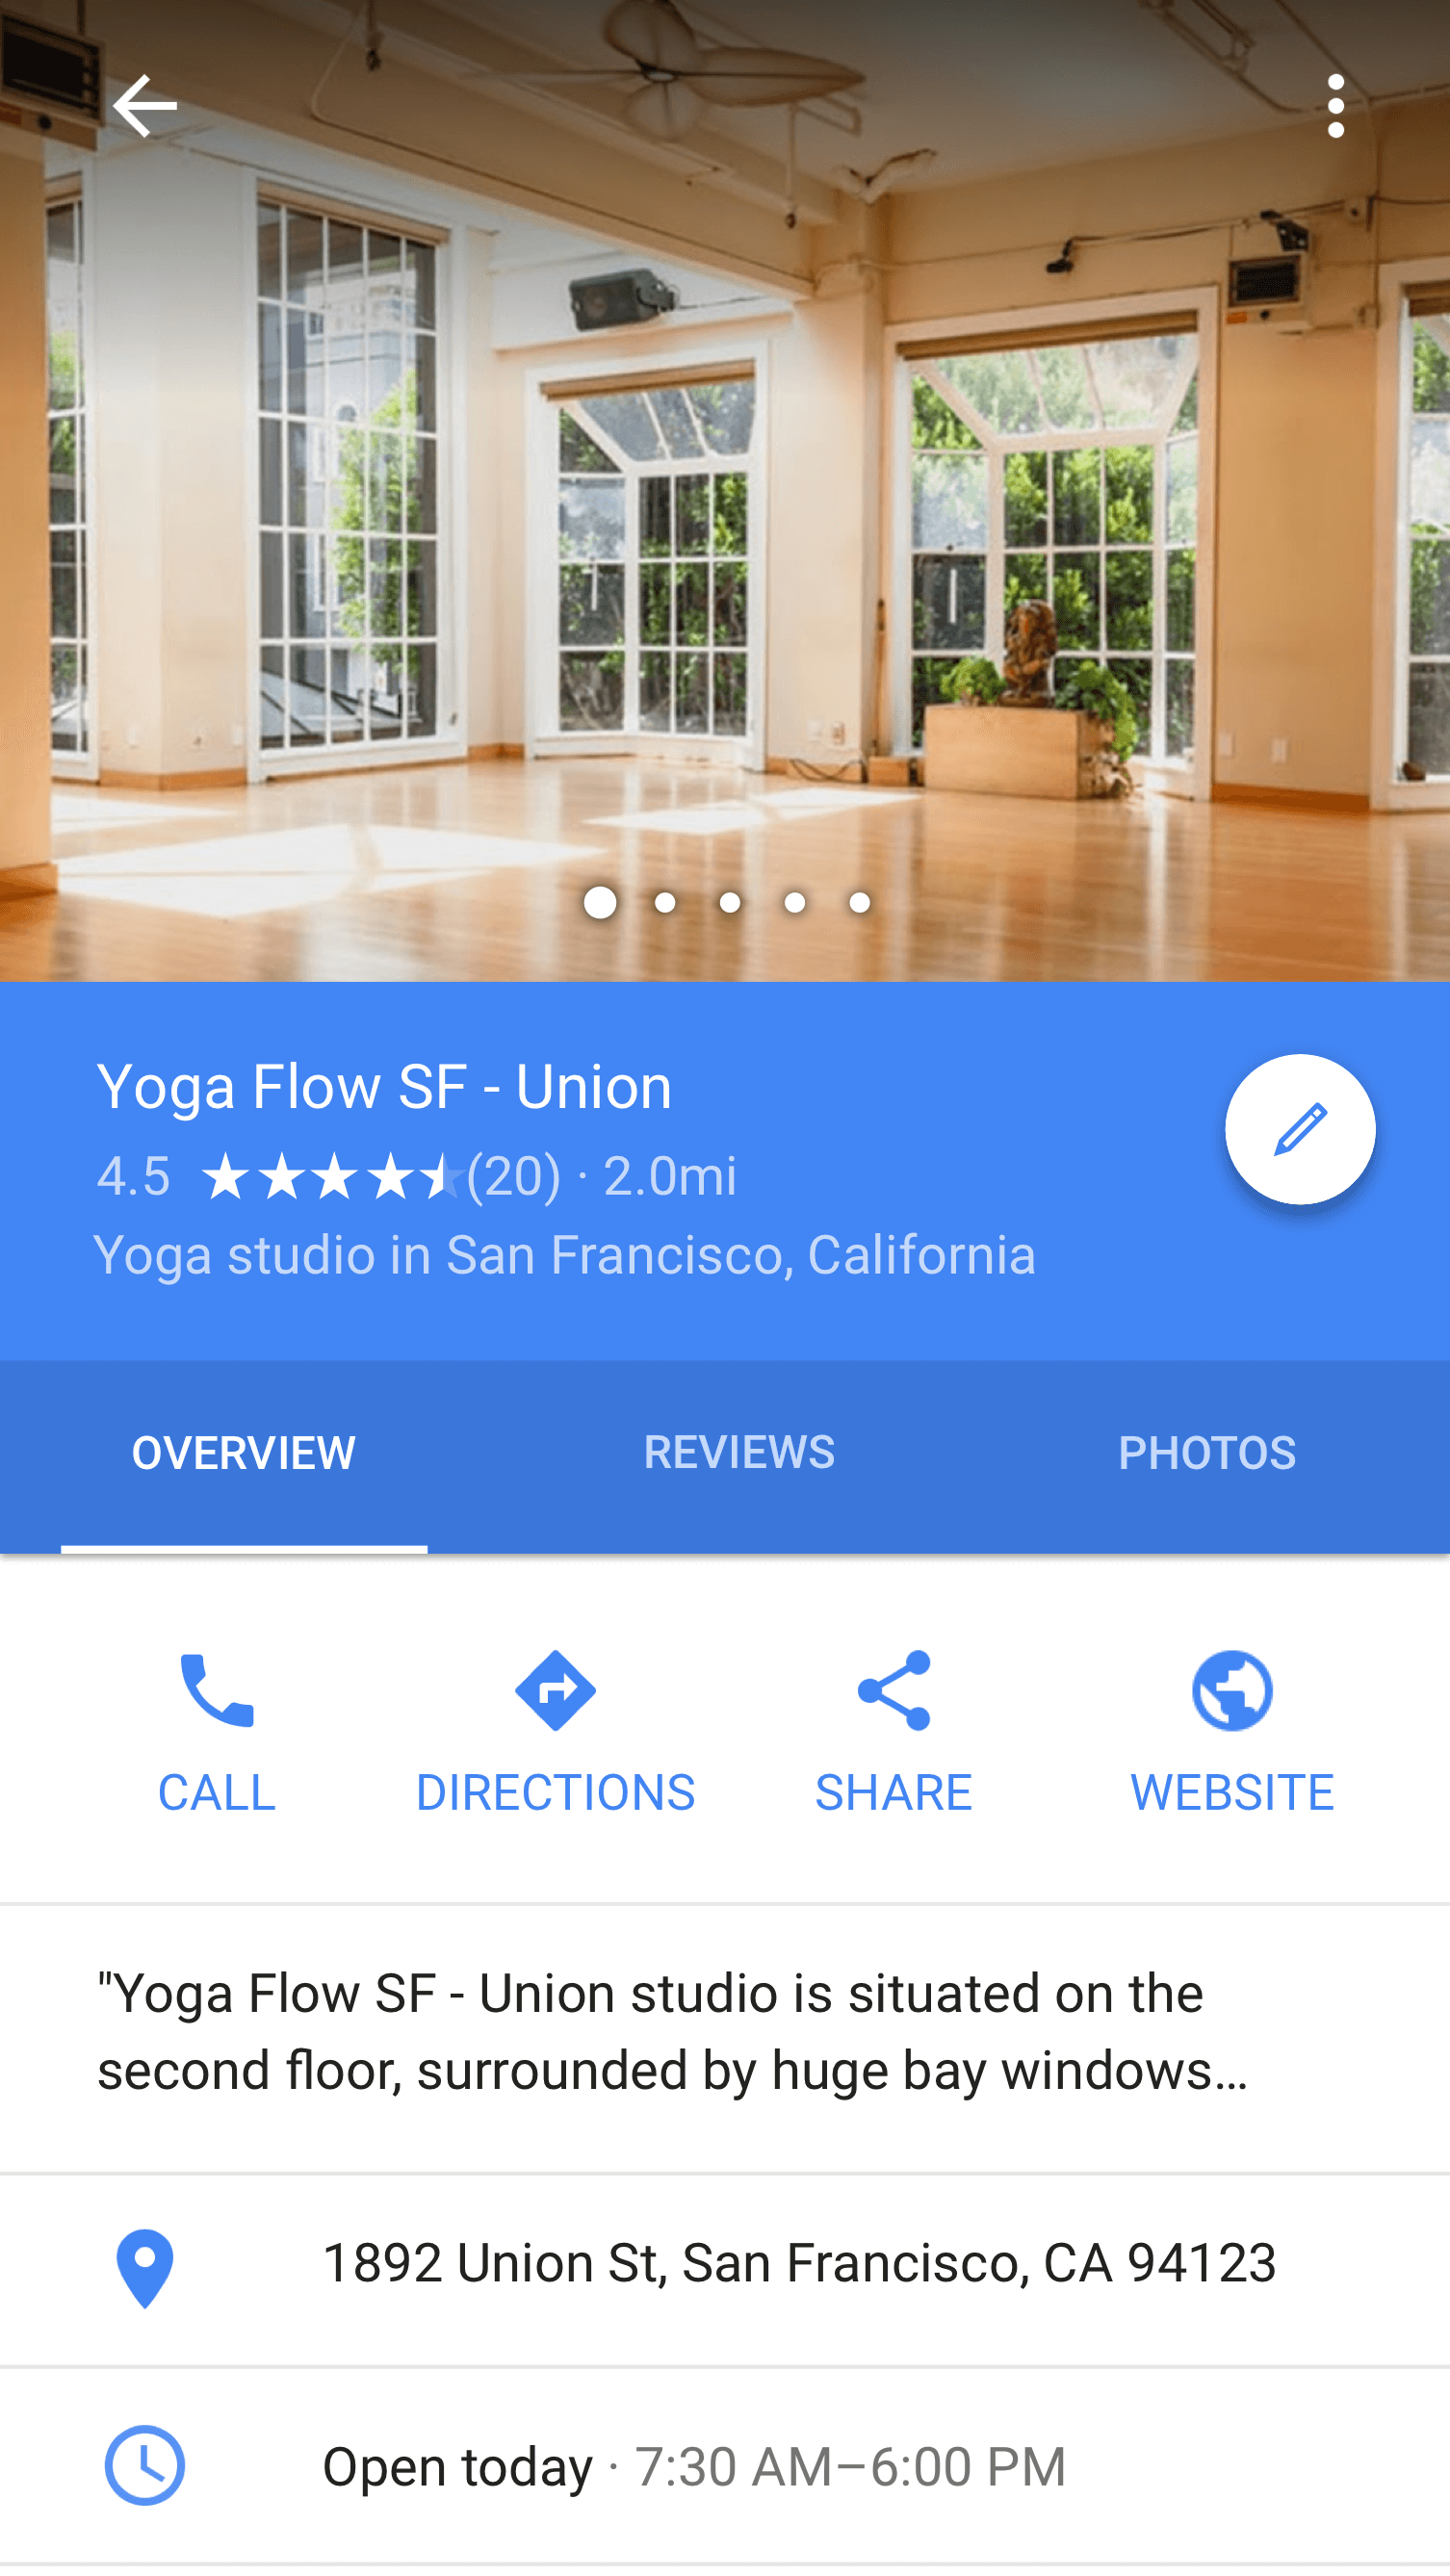 Yoga Flow SF - Union
4.5 ★★★★★ (20) · 2.0mi
Yoga studio in San Francisco, California
OVERVIEW REVIEWS PHOTOS
CALL DIRECTIONS SHARE WEBSITE
"Yoga Flow SF - Union studio is situated on the
second floor, surrounded by huge bay windows...
1892 Union St, San Francisco, CA 94123
Open today · 7:30 AM–6:00 PM